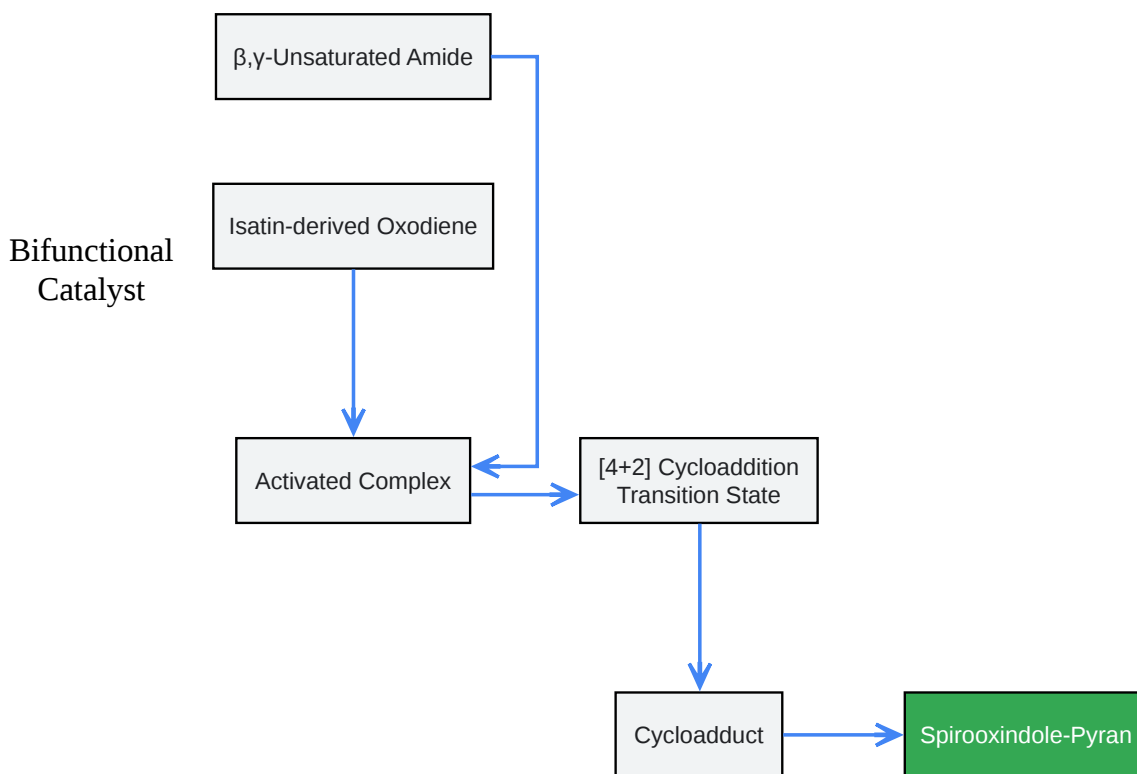 β,γ-Unsaturated Amide
Isatin-derived Oxodiene
Bifunctional
Catalyst
Activated Complex
[4+2] Cycloaddition
Transition State
Cycloadduct
Spirooxindole-Pyran